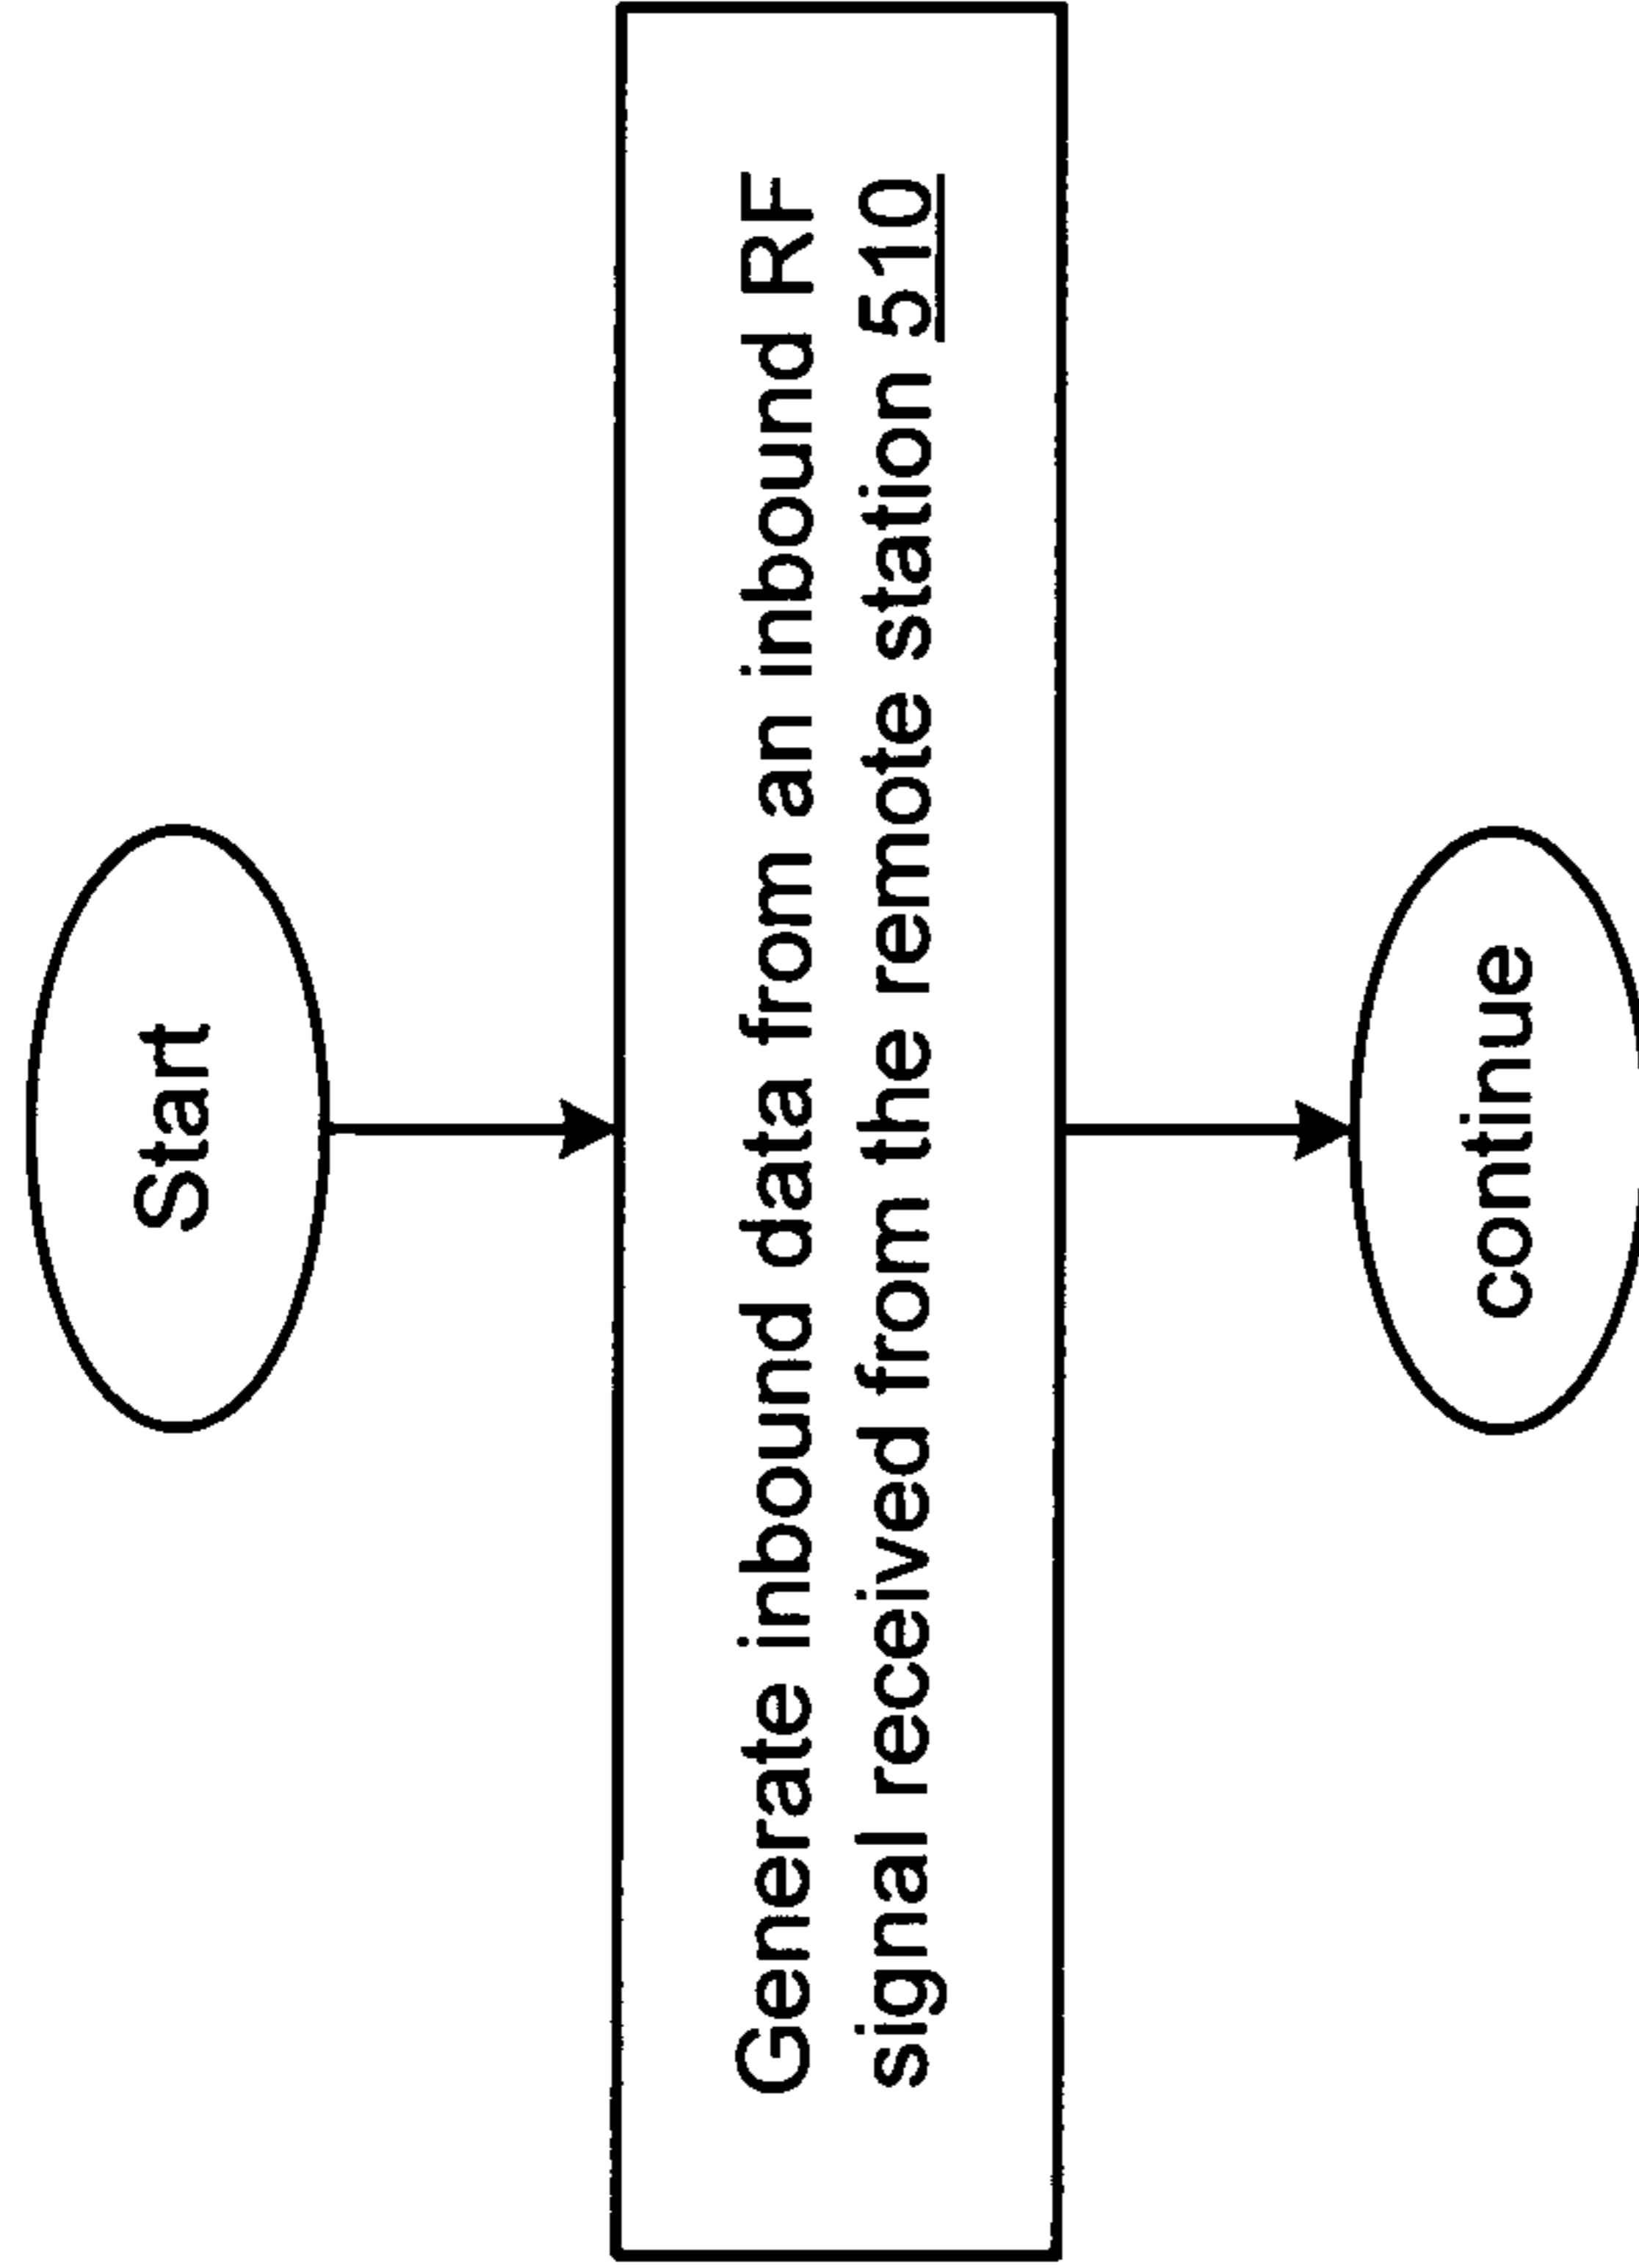 Start
Generate inbound data from an inbound RF
signal received from the remote station 510
continue